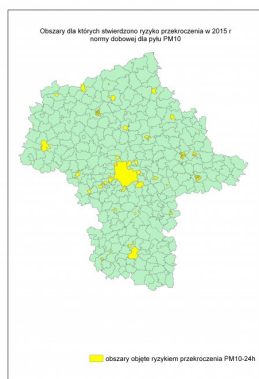 Obszary dla których stwierdzono ryzyko przekroczenia w 2015 r
normy dobowej dla pyłu PM10
obszary objęte ryzykiem przekroczenia PM10-24h